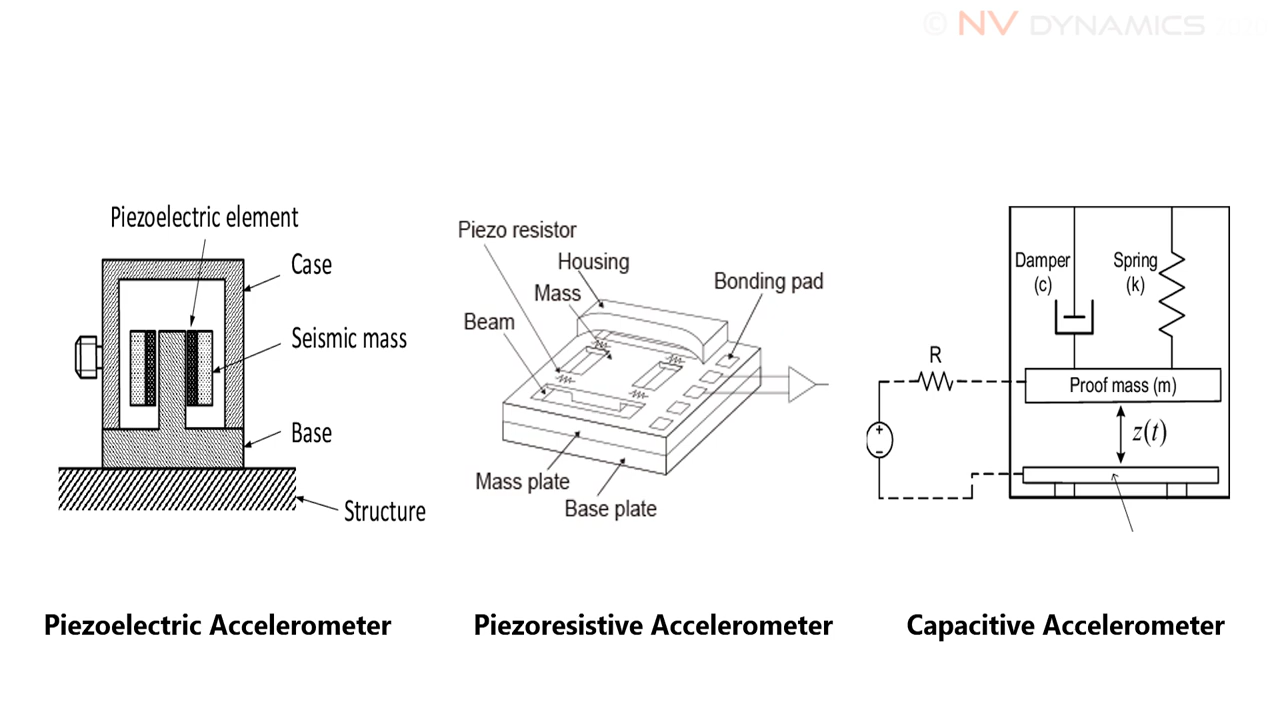 © NV DYNAMICS
Piezoelectric element
Case
Seismic mass
Base
Structure
Piezo resistor
Housing
Mass
Beam
Bonding pad
Mass plate
Base plate
Damper
(c)
Spring
(k)
R
Proof mass (m)
+
−
z(t)
Piezoelectric Accelerometer
Piezoresistive Accelerometer
Capacitive Accelerometer